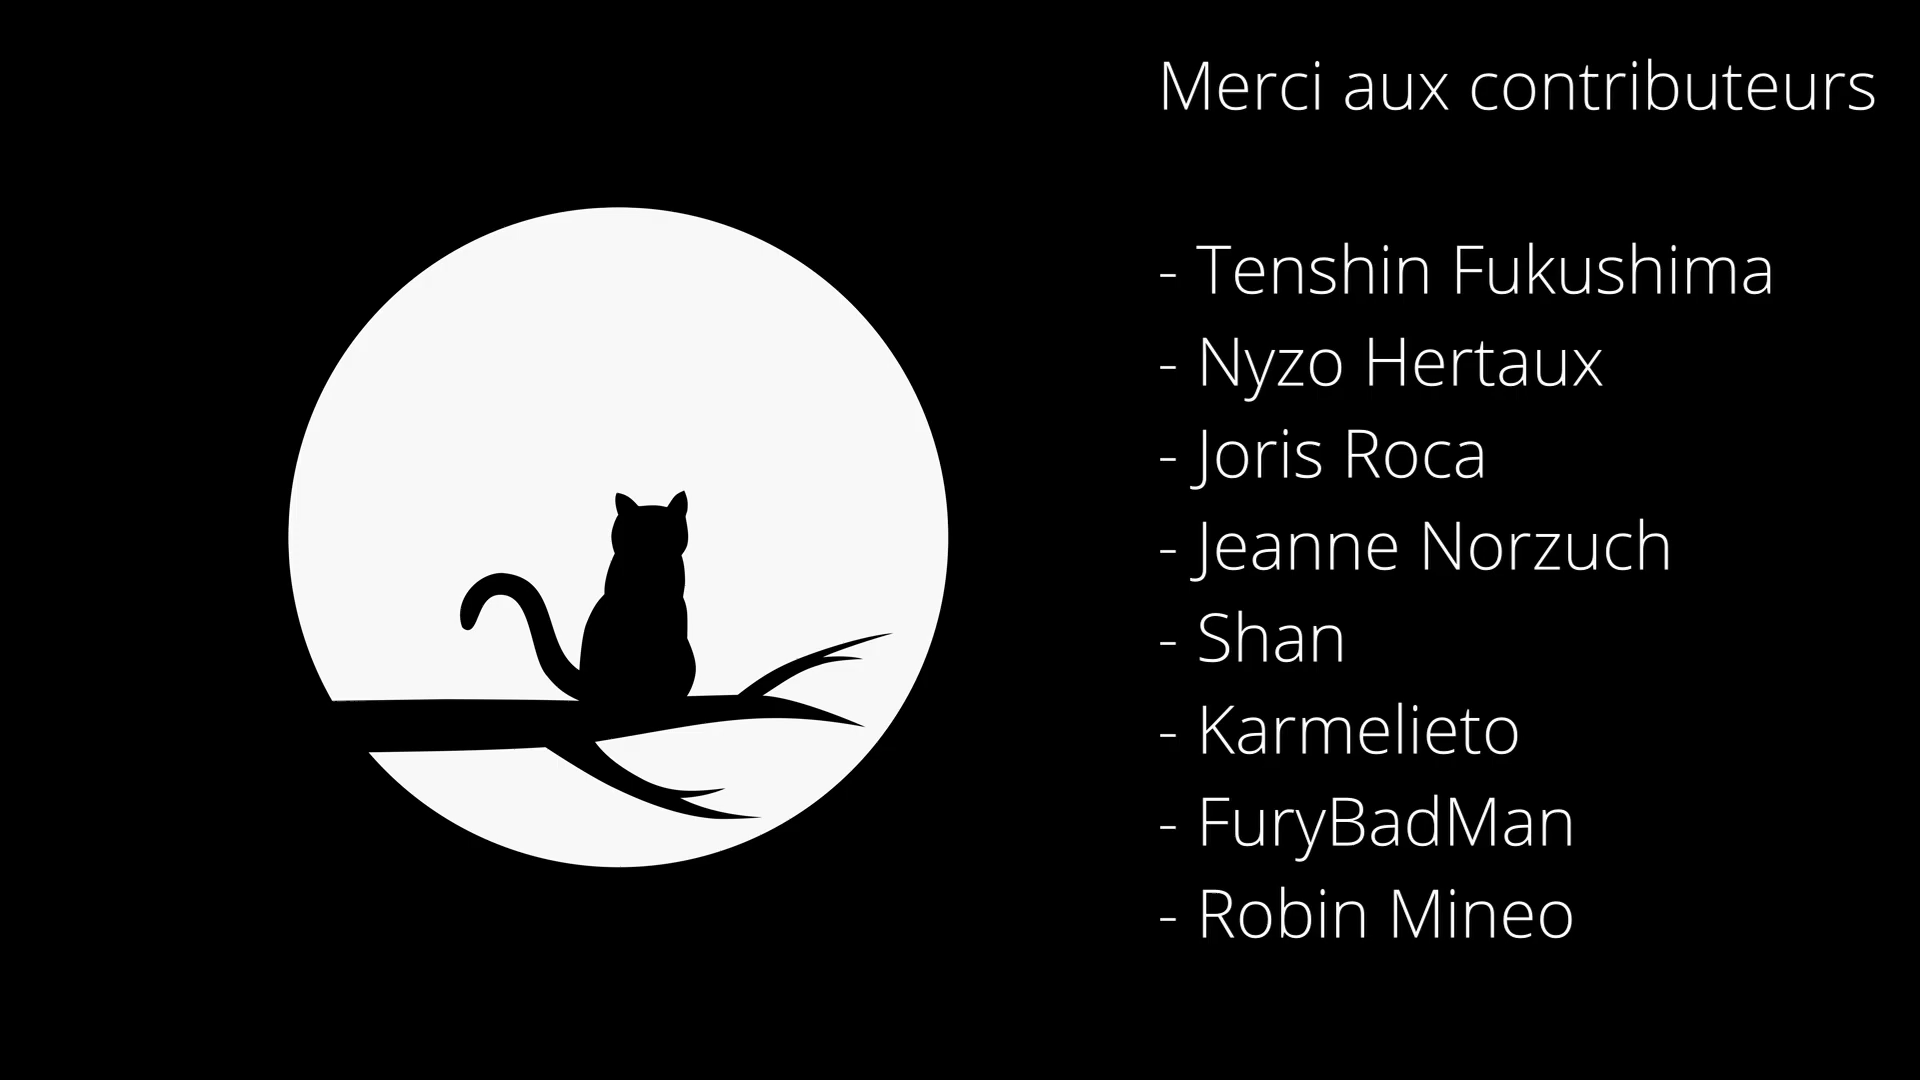 Merci aux contributeurs
- Tenshin Fukushima
- Nyzo Hertaux
- Joris Roca
- Jeanne Norzuch
- Shan
- Karmelieto
- FuryBadMan
- Robin Mineo